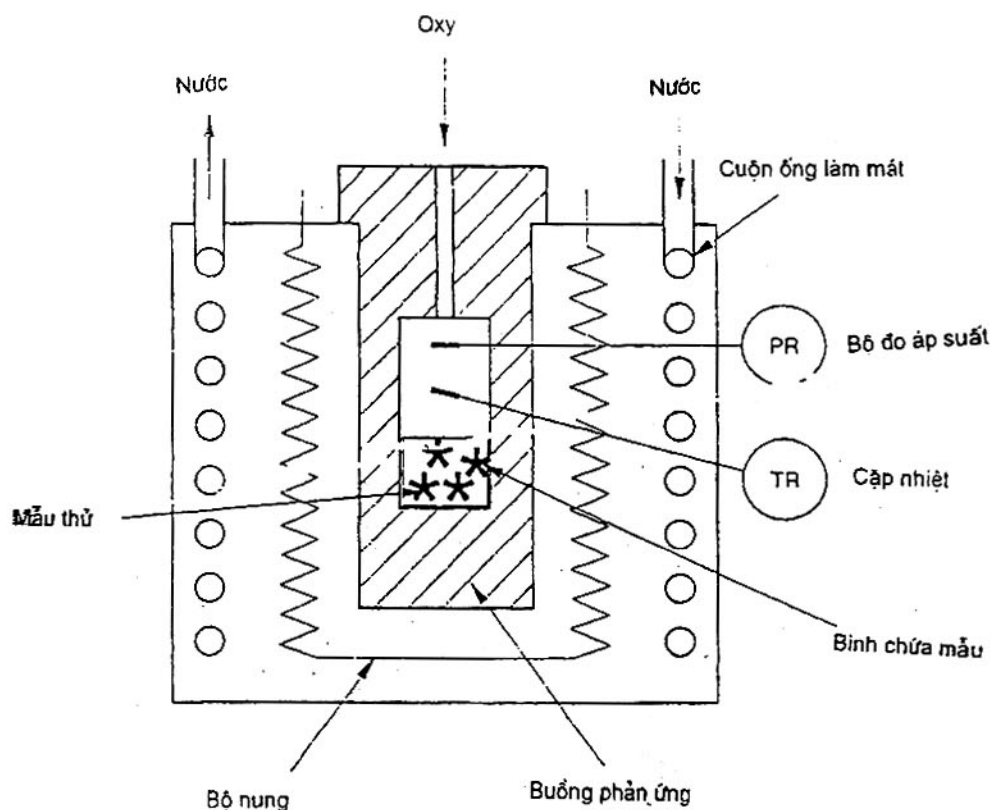 Oxy
Nước
Nước
Cuộn ống làm mát
PR
Bộ đo áp suất
TR
Cặp nhiệt
Mẫu thử
Bình chứa mẫu
Bộ nung
Buồng phản ứng